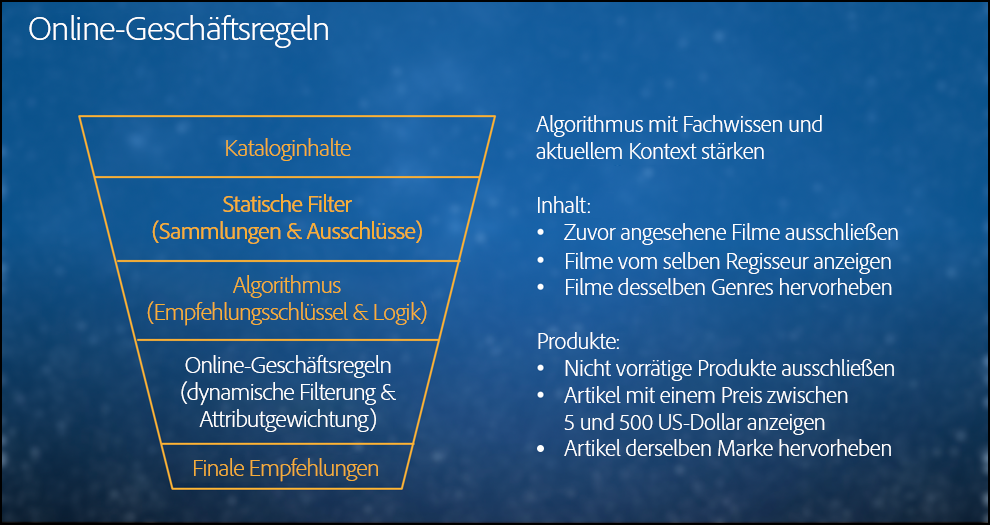 Online-Geschäftsregeln
Kataloginhalte
Statische Filter
(Sammlungen & Ausschlüsse)
Algorithmus
(Empfehlungsschlüssel & Logik)
Online-Geschäftsregeln
(dynamische Filterung &
Attributgewichtung)
Finale Empfehlungen
Algorithmus mit Fachwissen und
aktuellem Kontext stärken
Inhalt:
• Zuvor angesehene Filme ausschließen
• Filme vom selben Regisseur anzeigen
• Filme desselben Genres hervorheben
Produkte:
• Nicht vorrätige Produkte ausschließen
• Artikel mit einem Preis zwischen
5 und 500 US-Dollar anzeigen
• Artikel derselben Marke hervorheben